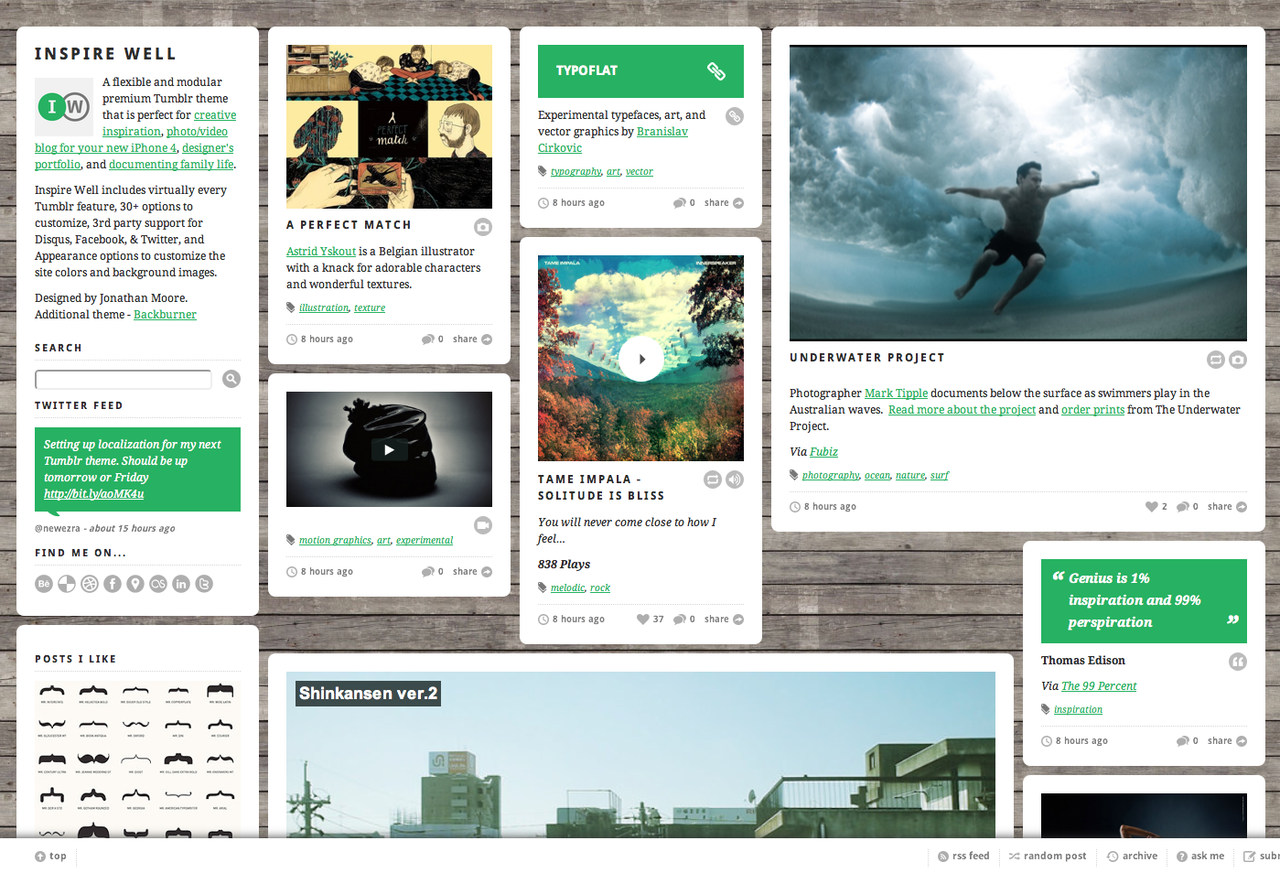 INSPIRE WELL
I W
A flexible and modular
premium Tumblr theme
that is perfect for creative
inspiration, photo/video
blog for your new iPhone 4, designer's
portfolio, and documenting family life.
Inspire Well includes virtually every
Tumblr feature, 30+ options to
customize, 3rd party support for
Disqus, Facebook, & Twitter, and
Appearance options to customize the
site colors and background images.
Designed by Jonathan Moore.
Additional theme - Backburner
SEARCH
TWITTER FEED
Setting up localization for my next
Tumblr theme. Should be up
tomorrow or Friday
http://bit.ly/aoMK4u
@newezra - about 15 hours ago
FIND ME ON...
POSTS I LIKE
A PERFECT match
A PERFECT MATCH
Astrid Yskout is a Belgian illustrator
with a knack for adorable characters
and wonderful textures.
illustration, texture
8 hours ago 0 share
motion graphics, art, experimental
8 hours ago 0 share
TYPOFLAT
Experimental typefaces, art, and
vector graphics by Branislav
Cirkovic
typography, art, vector
8 hours ago 0 share
TAME IMPALA INNERSPEAKER
TAME IMPALA -
SOLITUDE IS BLISS
You will never come close to how I
feel...
838 Plays
melodic, rock
8 hours ago 37 0 share
UNDERWATER PROJECT
Photographer Mark Tipple documents below the surface as swimmers play in the
Australian waves. Read more about the project and order prints from The Underwater
Project.
Via Fubiz
photography, ocean, nature, surf
8 hours ago 2 0 share
Shinkansen ver.2
“ Genius is 1%
inspiration and 99%
perspiration ”
Thomas Edison
Via The 99 Percent
inspiration
8 hours ago 0 share
top rss feed random post archive ask me